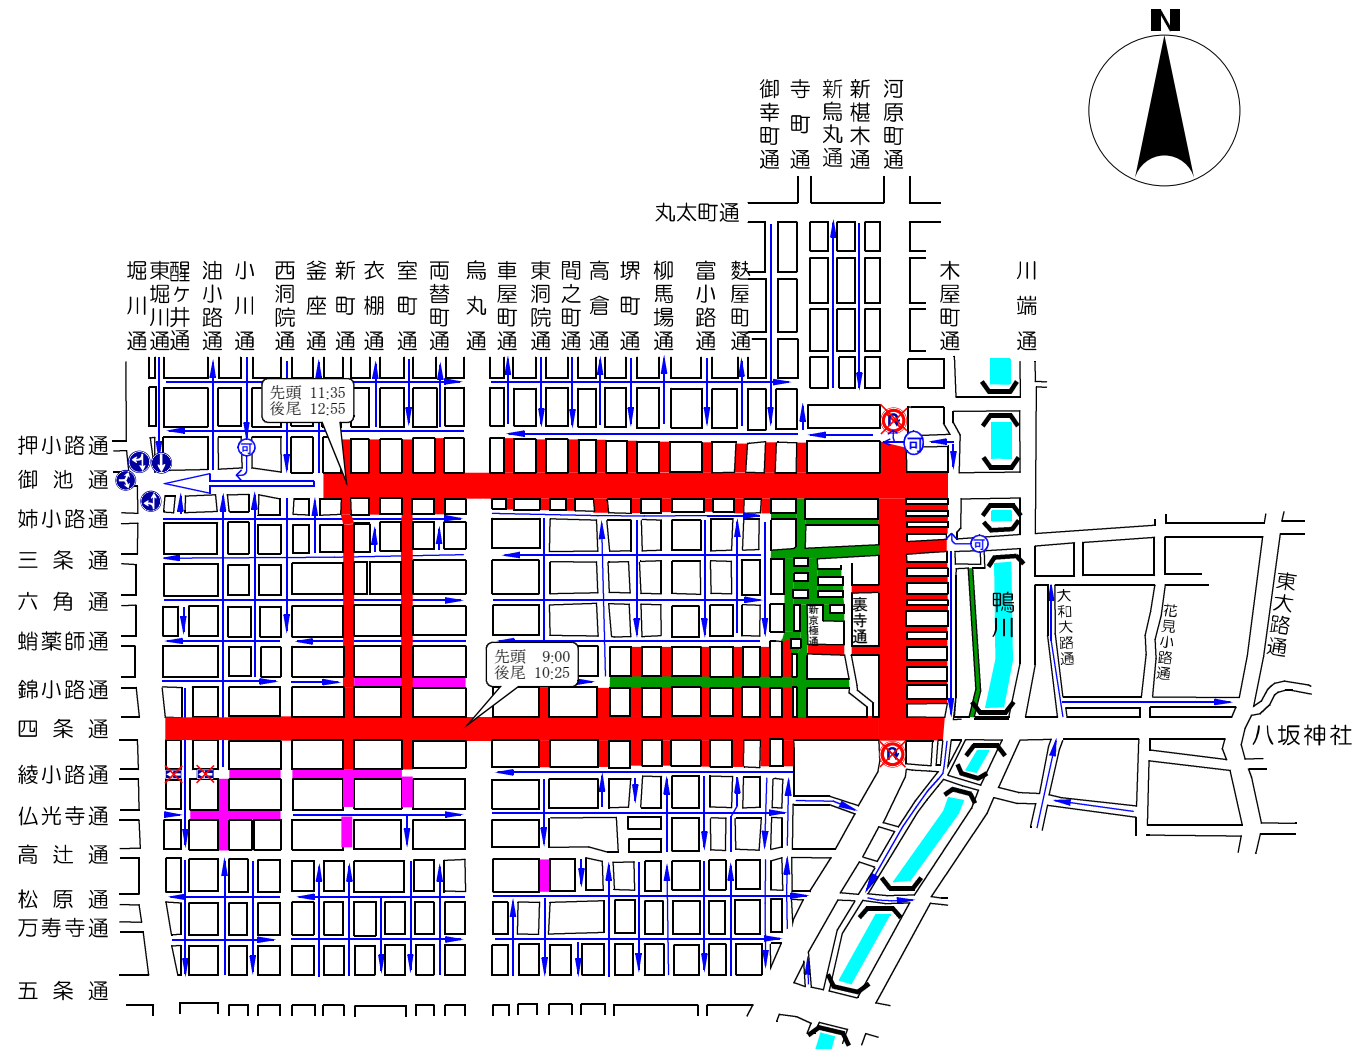 N
御幸町通
寺町通
新烏丸通
新椹木通
河原町通
丸太町通
堀川通
東堀川通
醒ヶ井通
油小路通
小川通
西洞院通
釜座通
新町通
衣棚通
室町通
両替町通
烏丸通
車屋町通
東洞院通
間之町通
高倉通
堺町通
柳馬場通
富小路通
麩屋町通
木屋町通
川端通
先頭 11:35
後尾 12:55
押小路通
御池通
姉小路通
三条通
六角通
蛸薬師通
錦小路通
四条通
綾小路通
仏光寺通
高辻通
松原通
万寿寺通
五条通
可
可
可
先頭 9:00
後尾 10:25
新京極通
裏寺通
鴨川
大和大路通
花見小路通
東大路通
八坂神社